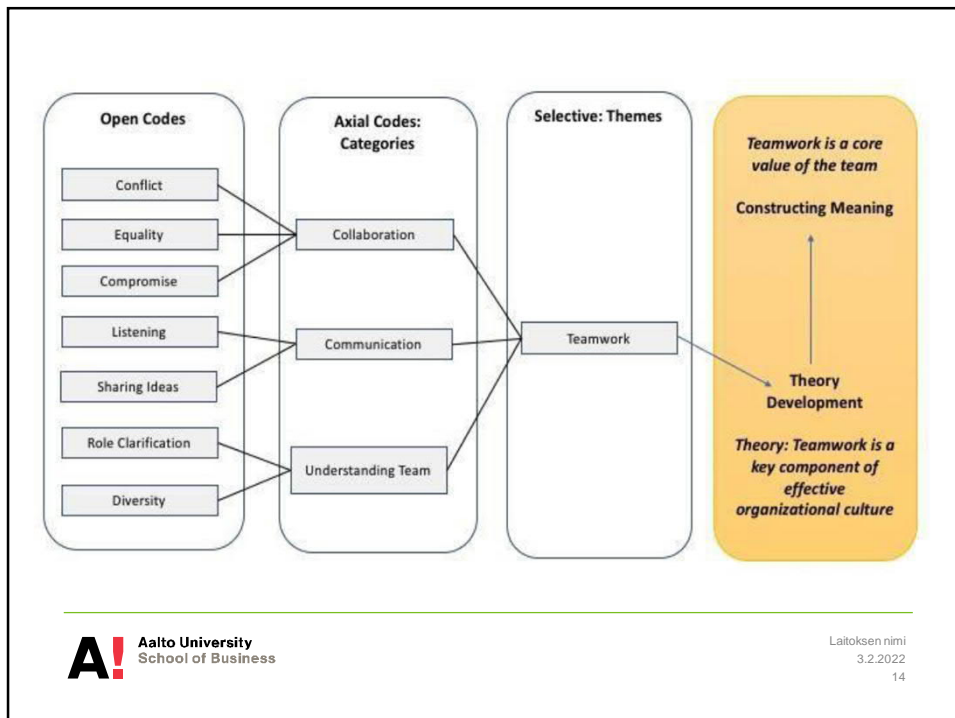 Open Codes
Conflict
Equality
Compromise
Listening
Sharing Ideas
Role Clarification
Diversity
Axial Codes:
Categories
Collaboration
Communication
Understanding Team
Selective: Themes
Teamwork
Teamwork is a core
value of the team
Constructing Meaning
Theory
Development
Theory: Teamwork is a
key component of
effective
organizational culture
A!
Aalto University
School of Business
Laitoksen nimi
3.2.2022
14